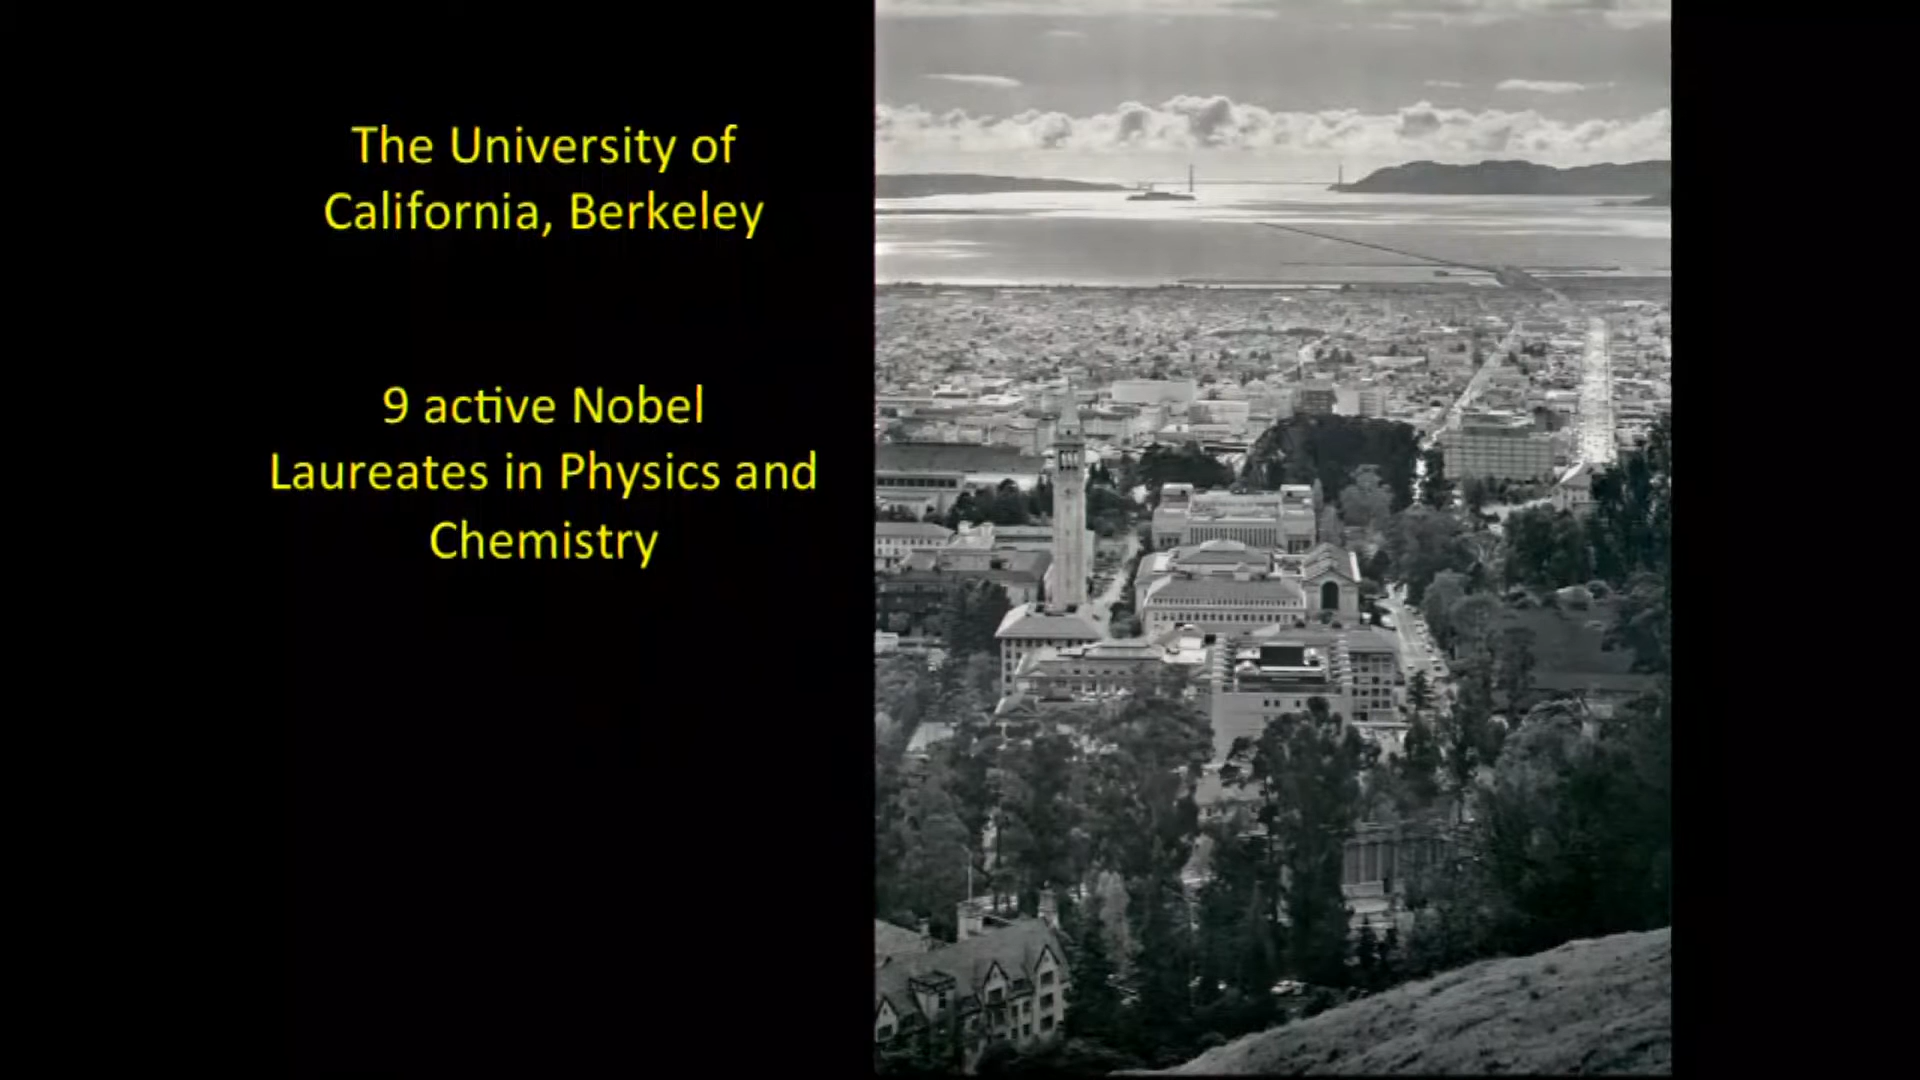 The University of
California, Berkeley
9 active Nobel
Laureates in Physics and
Chemistry